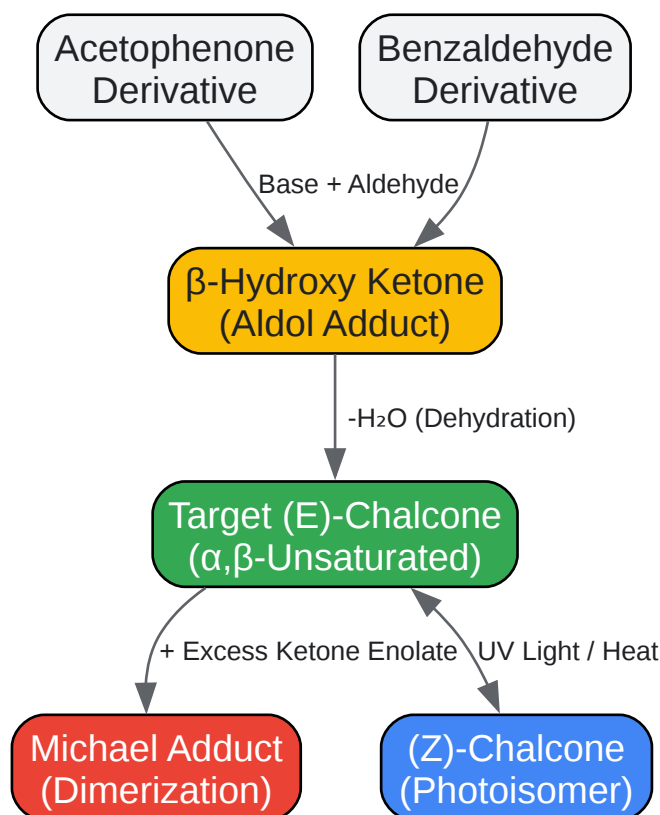 Acetophenone
Derivative
Benzaldehyde
Derivative
Base + Aldehyde
β-Hydroxy Ketone
(Aldol Adduct)
-H₂O (Dehydration)
Target (E)-Chalcone
(α,β-Unsaturated)
+ Excess Ketone Enolate
UV Light / Heat
Michael Adduct
(Dimerization)
(Z)-Chalcone
(Photoisomer)